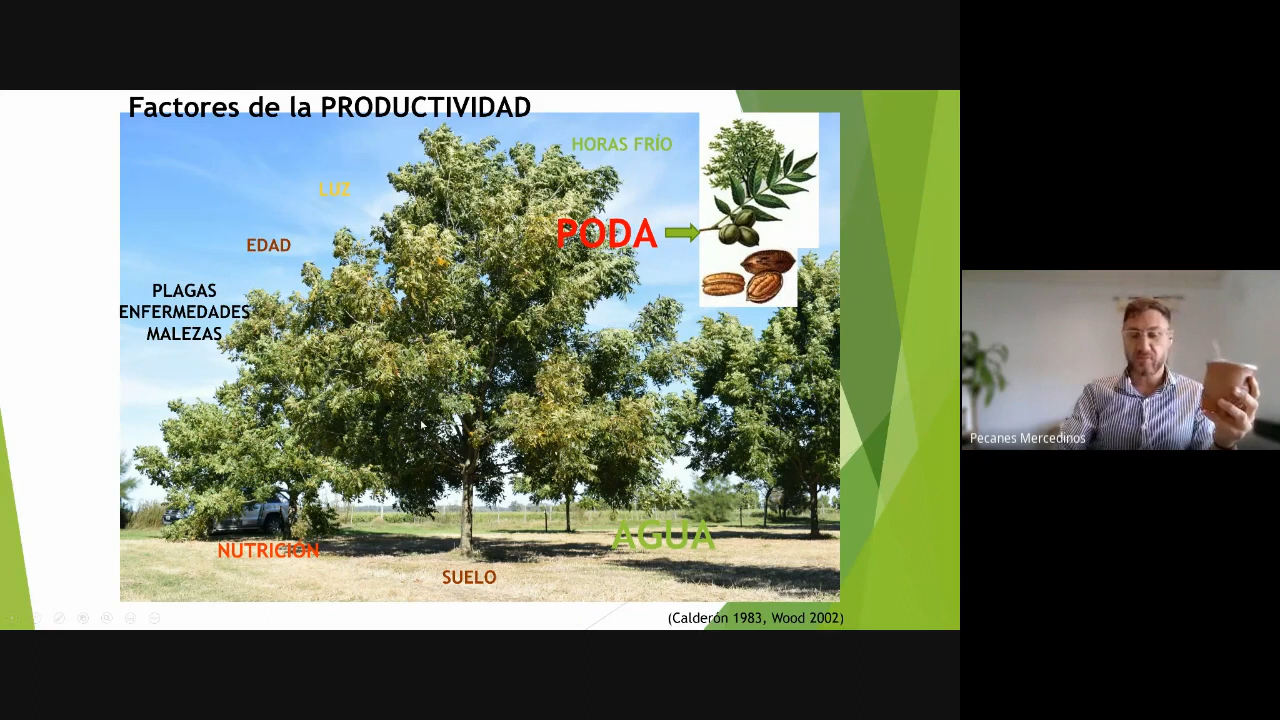 Factores de la PRODUCTIVIDAD
HORAS FRÍO
LUZ
PODA
EDAD
PLAGAS
ENFERMEDADES
MALEZAS
AGUA
NUTRICIÓN
SUELO
(Calderón 1983, Wood 2002)
Pecanes Mercedinos